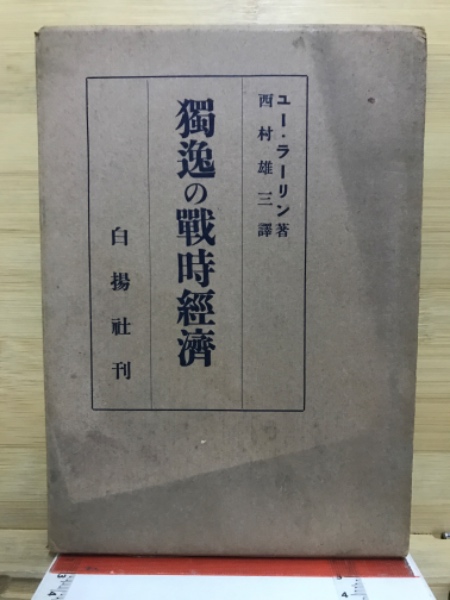 ユー・ラーリン著
西村雄三譯
獨逸の戰時經濟
白揚社刊